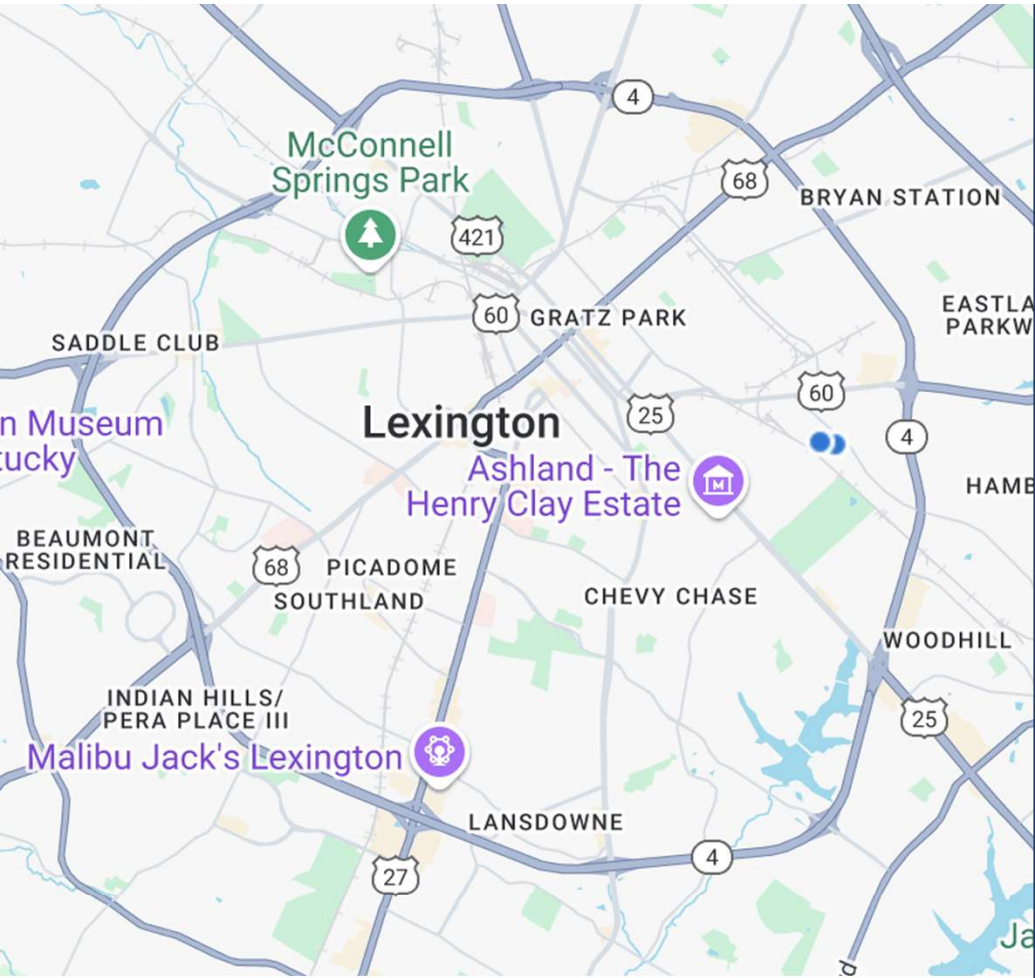 4
McConnell
Springs Park
68
BRYAN STATION
421
EASTLA
PARKW
60
GRATZ PARK
SADDLE CLUB
60
25
Lexington
n Museum
tucky
4
Ashland - The
Henry Clay Estate
HAMB
BEAUMONT
RESIDENTIAL
68
PICADOME
SOUTHLAND
CHEVY CHASE
WOODHILL
INDIAN HILLS/
PERA PLACE III
25
Malibu Jack's Lexington
LANSDOWNE
4
27
Ja